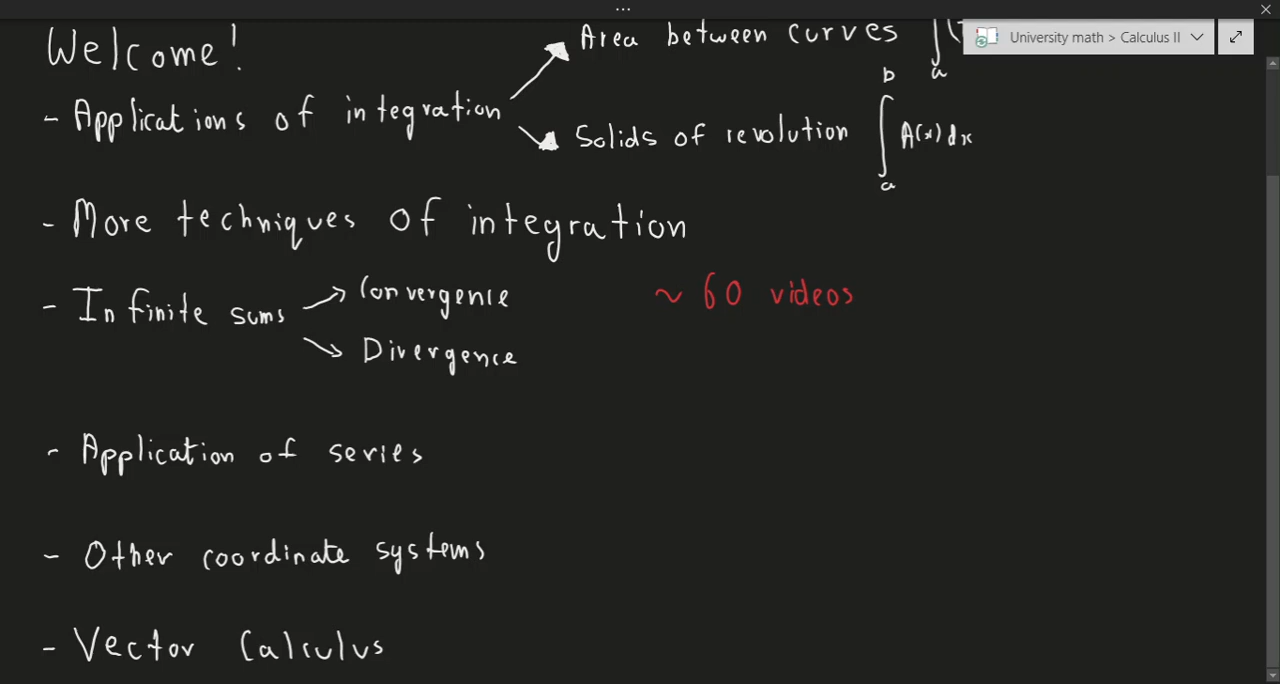 ...
Welcome!
Area between curves ∫ (
a
University math > Calculus II
- Applications of integration
Solids of revolution ∫ A(x) dx
b
a
- More techniques of integration
- Infinite sums
Convergence
Divergence
~ 60 videos
- Application of series
- Other coordinate systems
- Vector Calculus